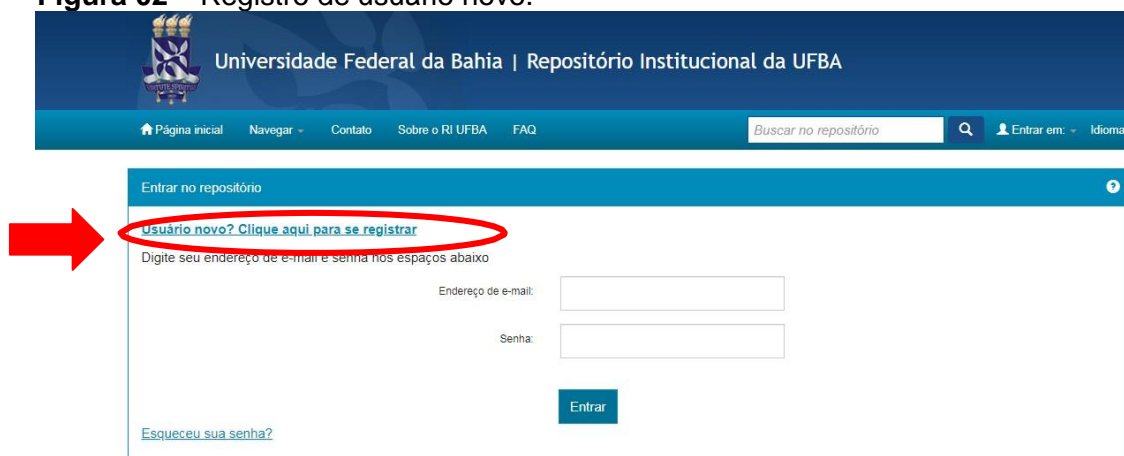 Figura 02 – Registro de usuário novo.
Universidade Federal da Bahia | Repositório Institucional da UFBA
Página inicial Navegar Contato Sobre o RI UFBA FAQ Buscar no repositório Entrar em: Idioma
Entrar no repositório
Usuário novo? Clique aqui para se registrar
Digite seu endereço de e-mail e senha nos espaços abaixo
Endereço de e-mail:
Senha:
Entrar
Esqueceu sua senha?